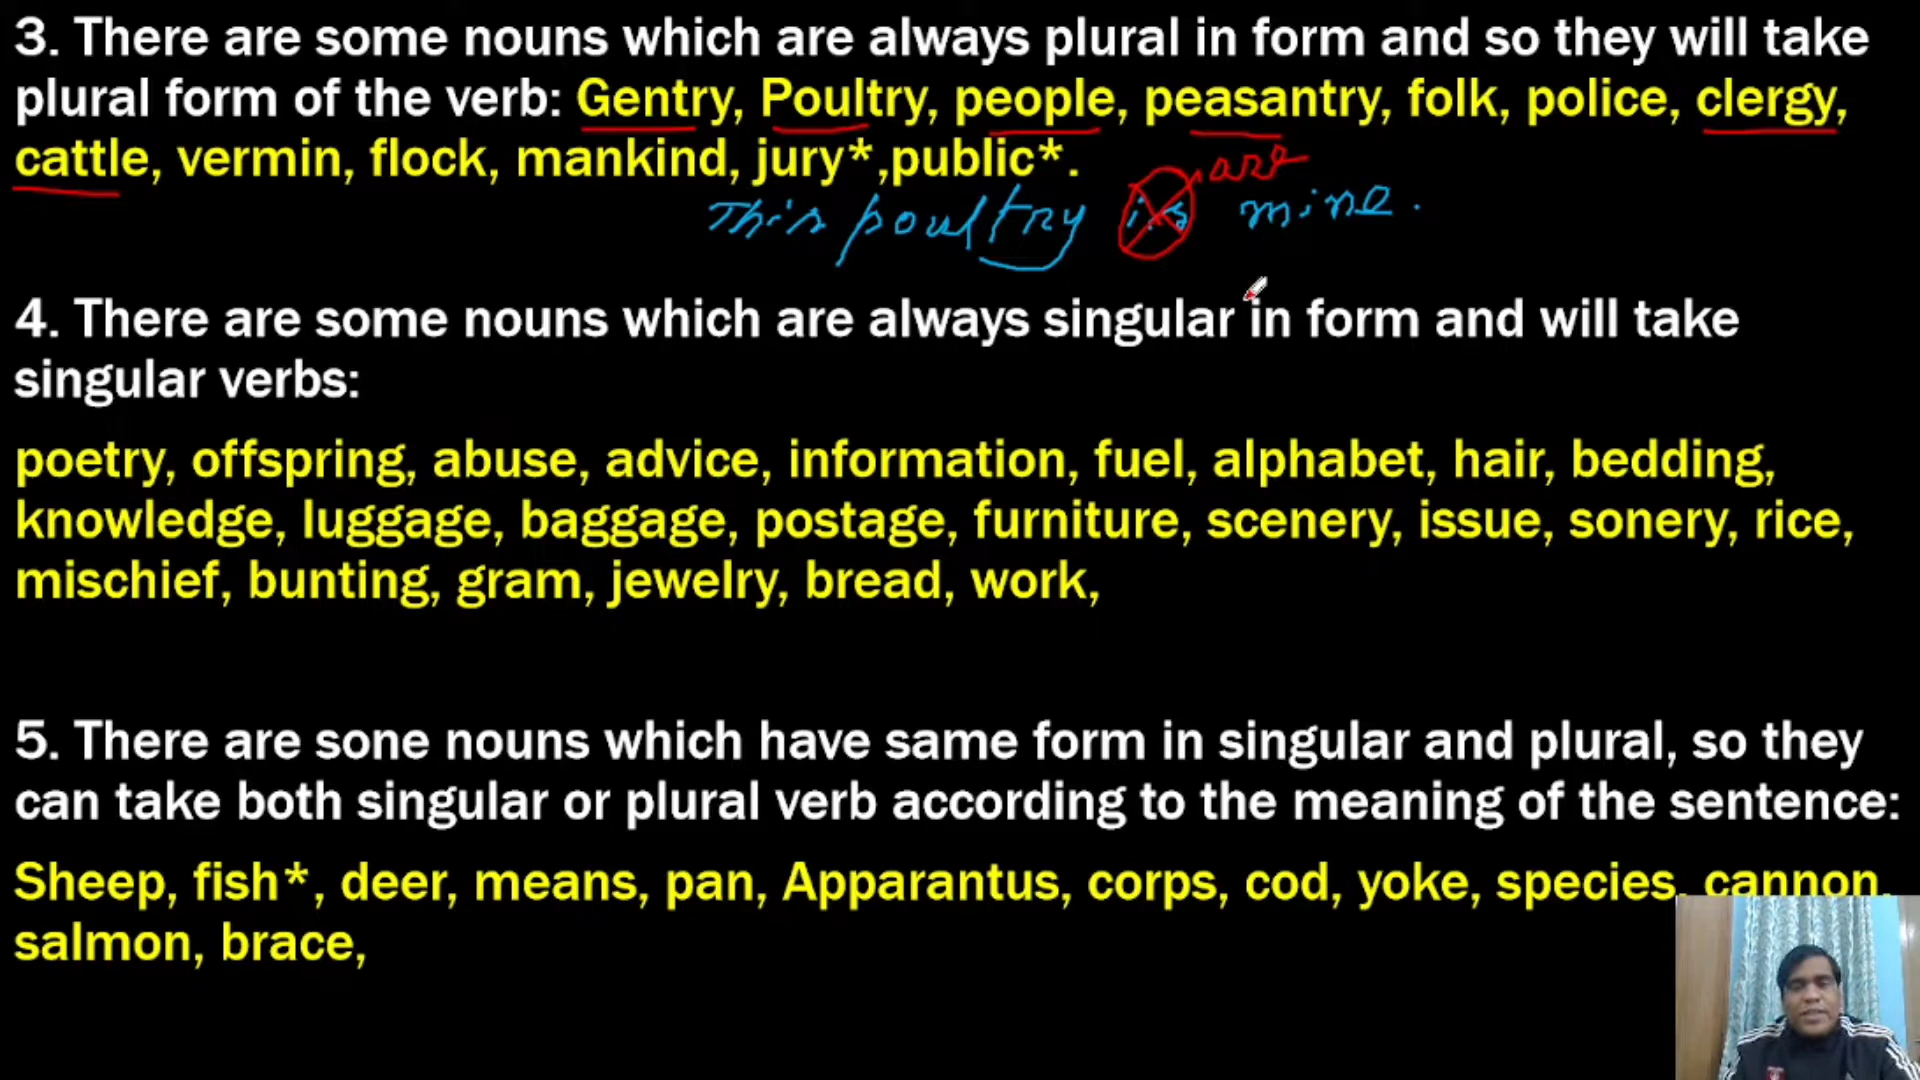 3. There are some nouns which are always plural in form and so they will take
plural form of the verb: Gentry, Poultry, people, peasantry, folk, police, clergy,
cattle, vermin, flock, mankind, jury*,public*.
are
This poultry is mine.
4. There are some nouns which are always singular in form and will take
singular verbs:
poetry, offspring, abuse, advice, information, fuel, alphabet, hair, bedding,
knowledge, luggage, baggage, postage, furniture, scenery, issue, sonery, rice,
mischief, bunting, gram, jewelry, bread, work,
5. There are sone nouns which have same form in singular and plural, so they
can take both singular or plural verb according to the meaning of the sentence:
Sheep, fish*, deer, means, pan, Apparantus, corps, cod, yoke, species, cannon,
salmon, brace,